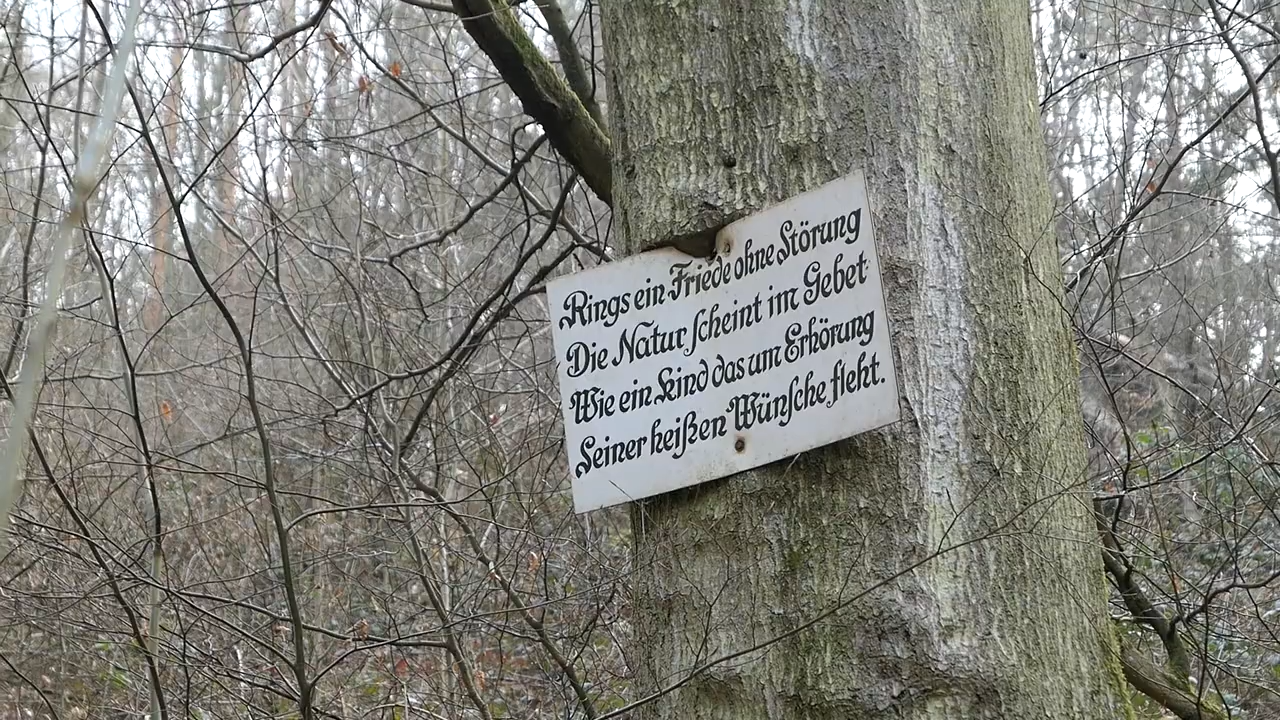 Rings ein Friede ohne Störung
Die Natur ſcheint im Gebet
Wie ein Kind das um Erhörung
Seiner heißen Wünſche fleht.